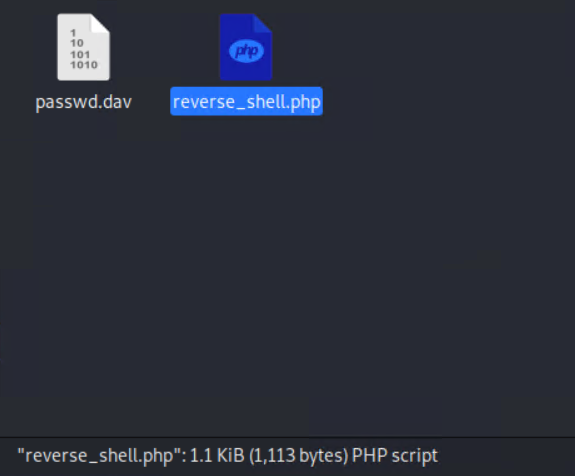 1
10
101
1010
php
passwd.dav
reverse_shell.php
"reverse_shell.php": 1.1 KiB (1,113 bytes) PHP script